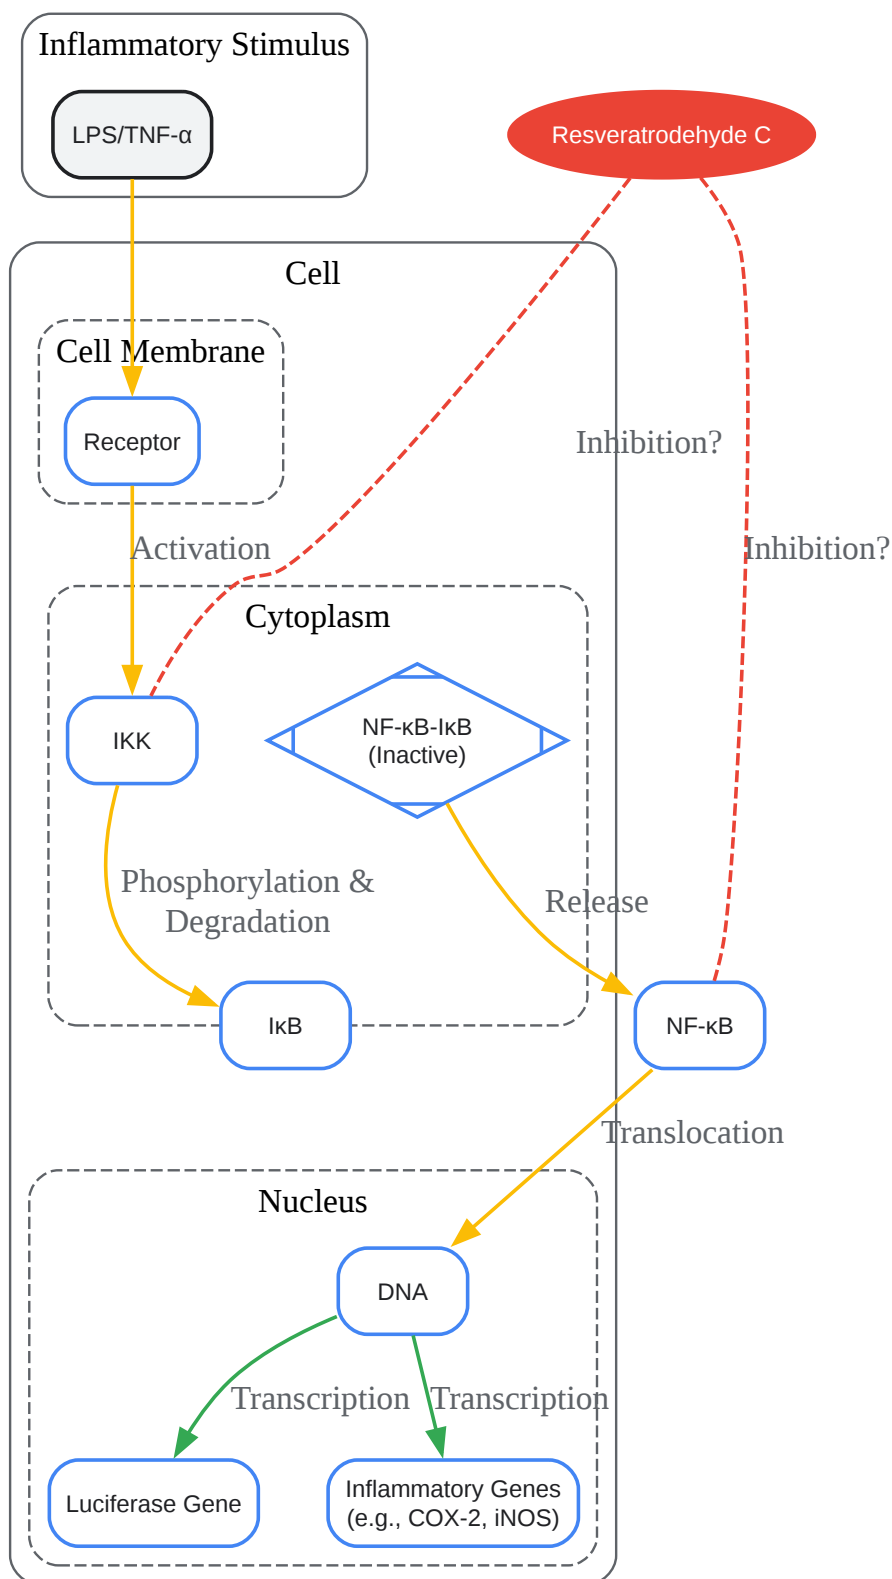 Inflammatory Stimulus
LPS/TNF-α
Resveratrodehyde C
Cell
Cell Membrane
Receptor
Inhibition?
Activation
Inhibition?
Cytoplasm
IKK
NF-κB-IκB
(Inactive)
Phosphorylation &
Degradation
Release
IκB
NF-κB
Translocation
Nucleus
DNA
Transcription
Transcription
Luciferase Gene
Inflammatory Genes
(e.g., COX-2, iNOS)